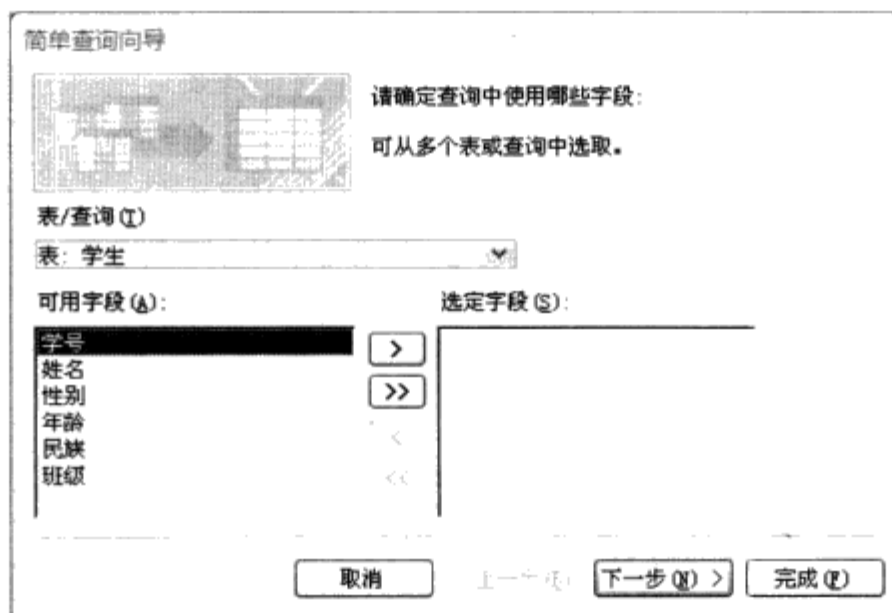 简单查询向导
请确定查询中使用哪些字段:
可从多个表或查询中选取。
表/查询(T)
表: 学生
可用字段(A):
选定字段(S):
学号
姓名
性别
年龄
民族
班级
>
>>
<
<<
取消
上一步(B)
下一步(N) >
完成(F)